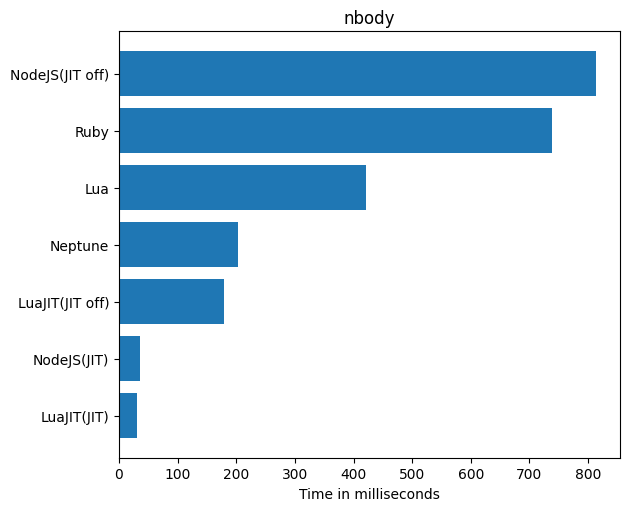 nbody
NodeJS(JIT off)
Ruby
Lua
Neptune
LuaJIT(JIT off)
NodeJS(JIT)
LuaJIT(JIT)
0 100 200 300 400 500 600 700 800
Time in milliseconds